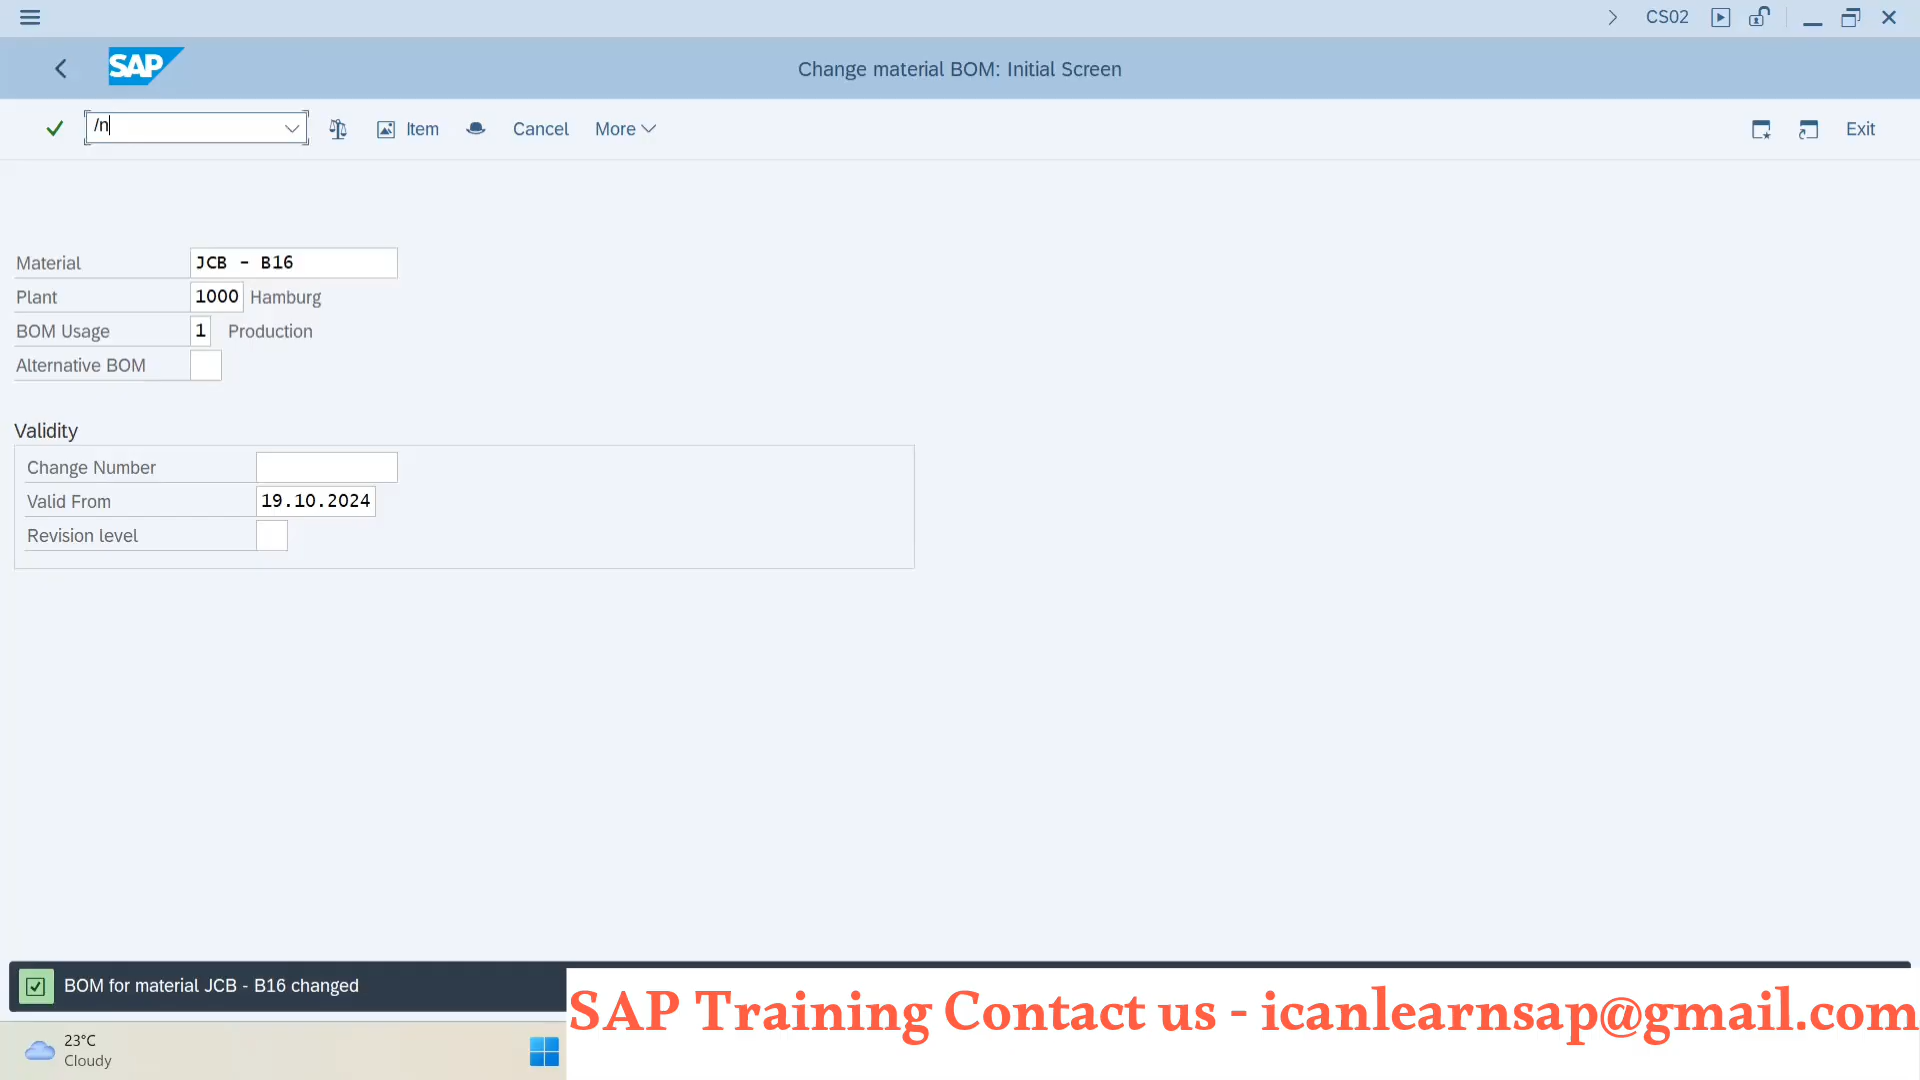 CS02
SAP
Change material BOM: Initial Screen
/n
Item
Cancel
More
Exit
Material JCB - B16
Plant 1000 Hamburg
BOM Usage 1 Production
Alternative BOM
Validity
Change Number
Valid From 19.10.2024
Revision level
BOM for material JCB - B16 changed
SAP Training Contact us - icanlearnsap@gmail.com
23°C
Cloudy